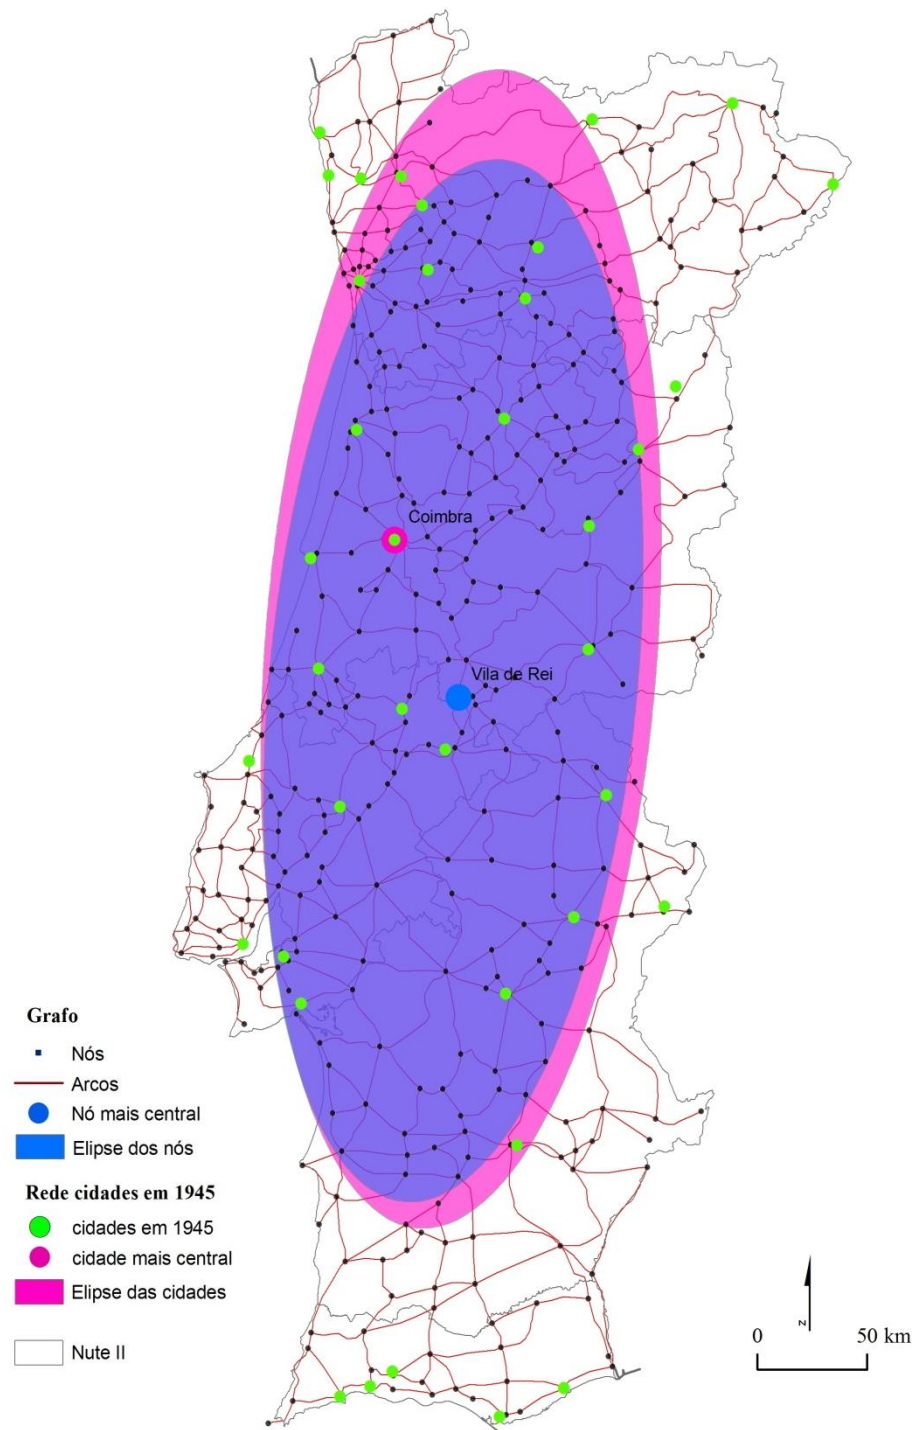 Coimbra
Vila de Rei
Grafo
Nós
Arcos
Nó mais central
Elipse dos nós
Rede cidades em 1945
cidades em 1945
cidade mais central
Elipse das cidades
Nute II
N
0 50 km